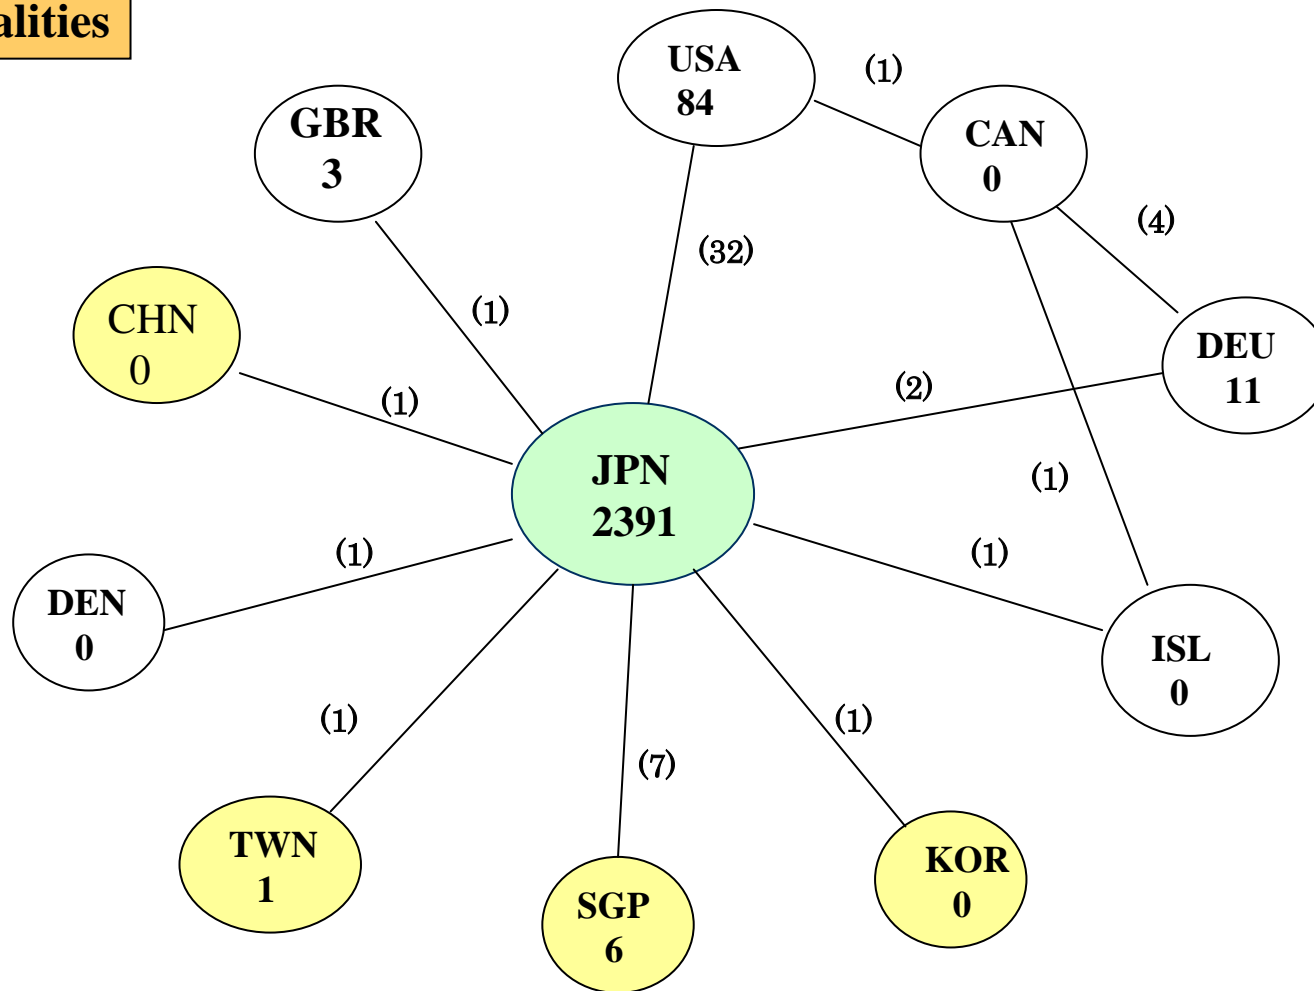 alities
USA
84
(1)
GBR
3
CAN
0
(4)
(32)
CHN
0
(1)
DEU
11
(2)
(1)
JPN
2391
(1)
(1)
(1)
DEN
0
ISL
0
(1)
(1)
(7)
TWN
1
KOR
0
SGP
6